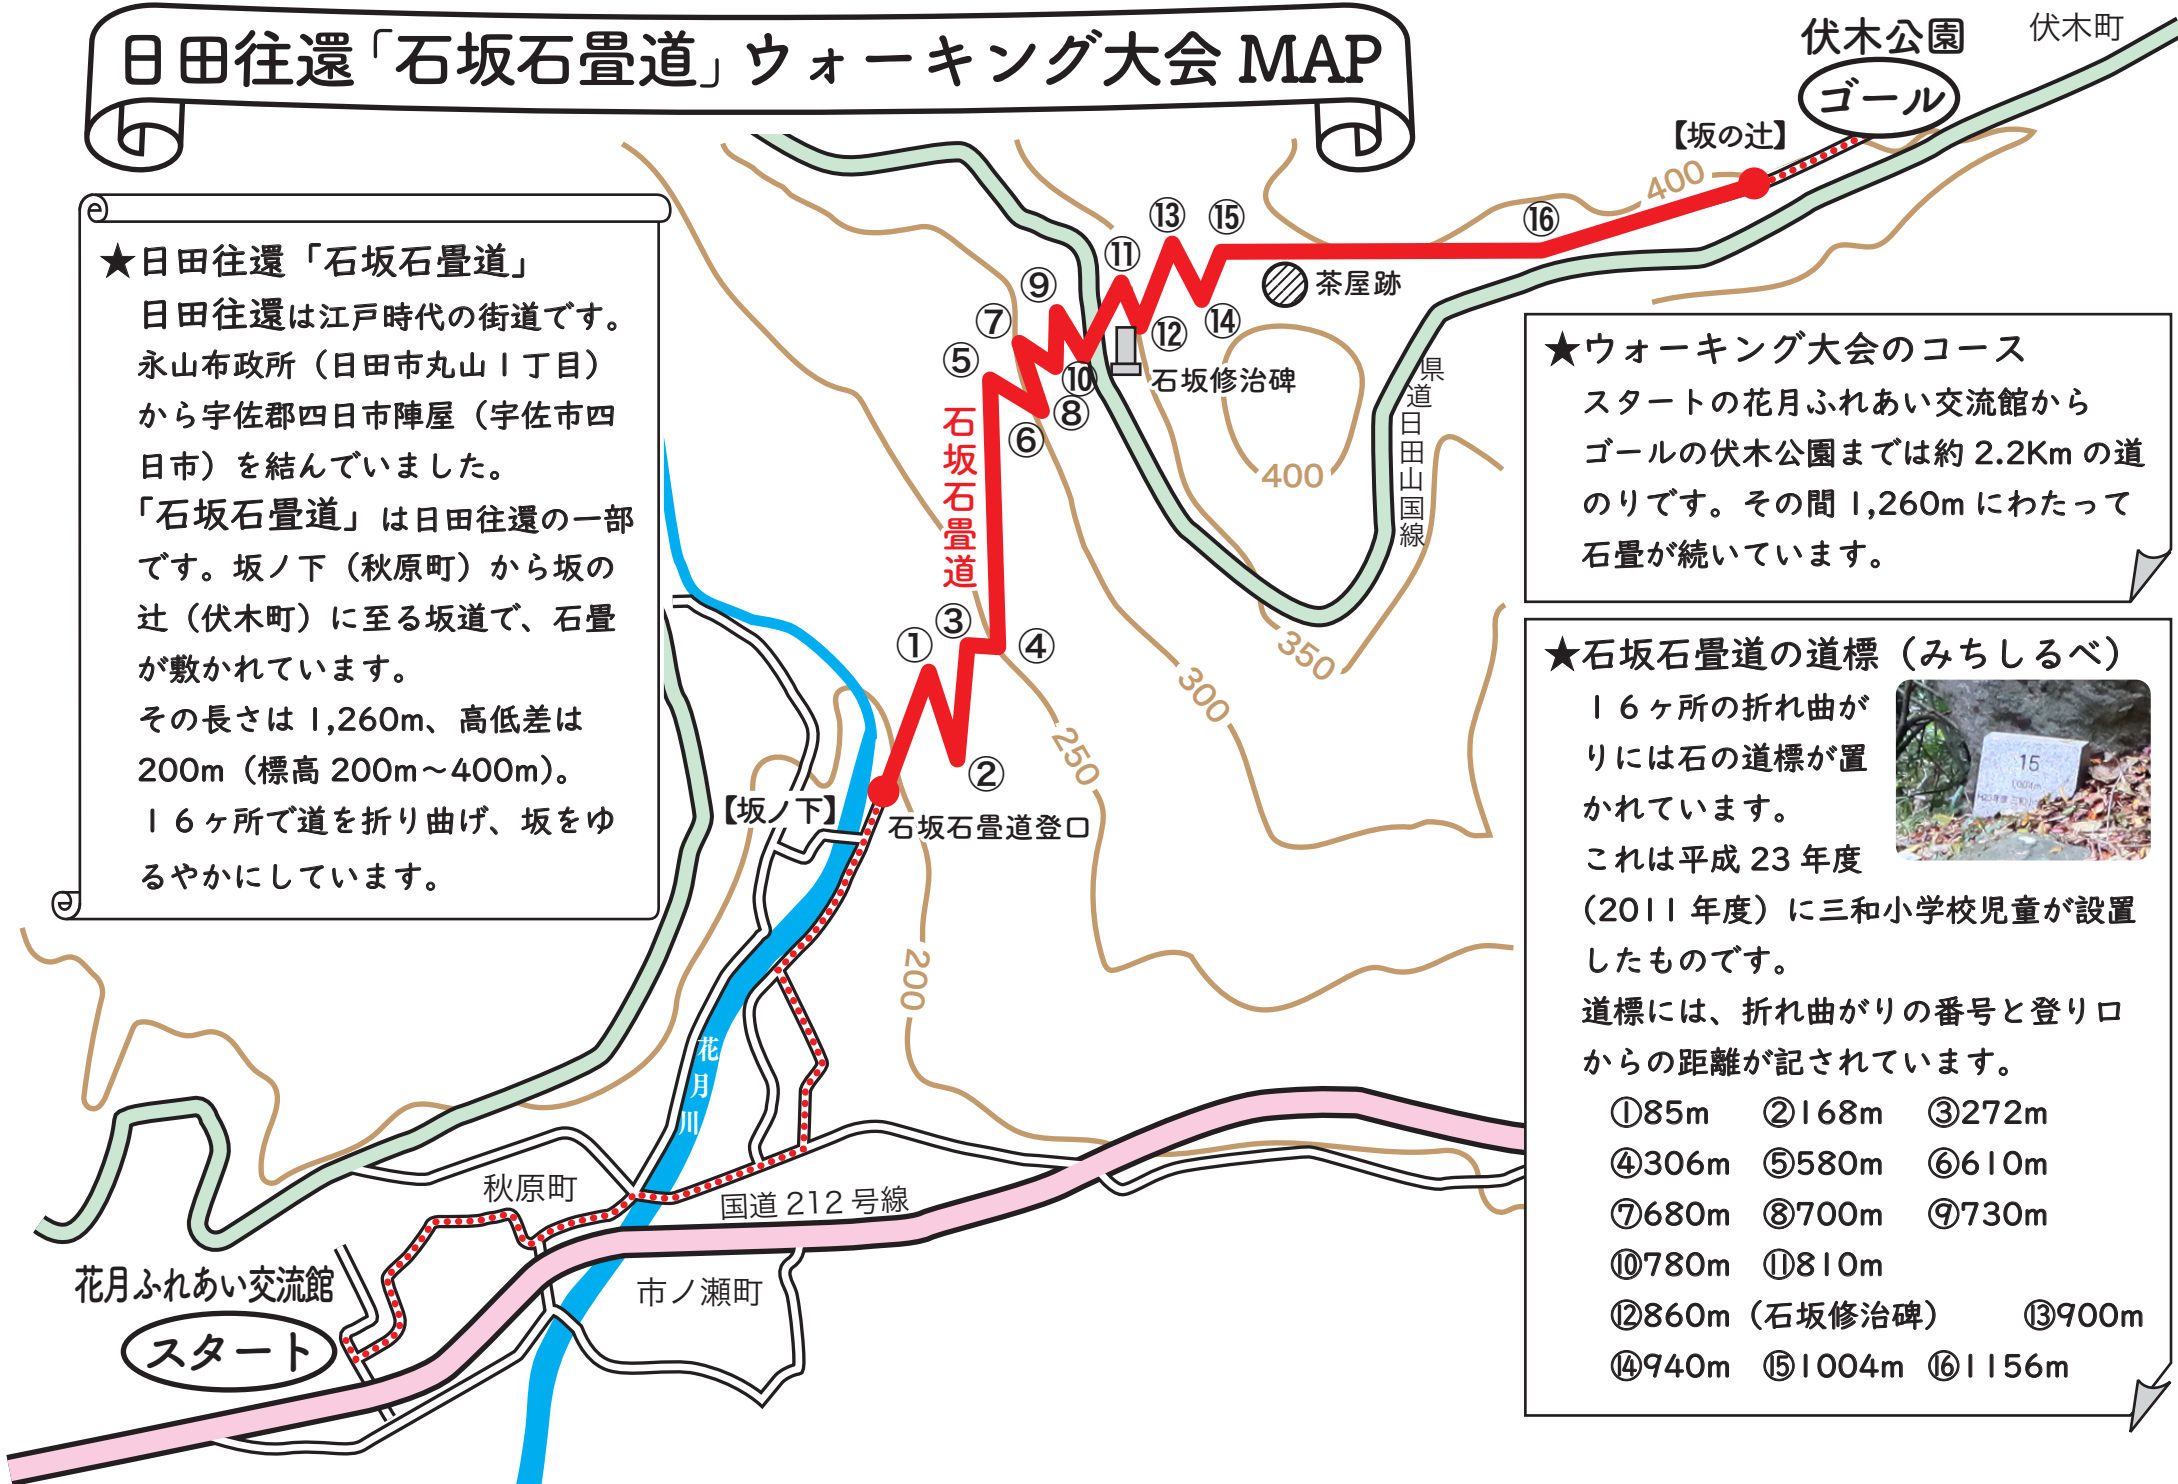 日田往還「石坂石畳道」ウォーキング大会 MAP
伏木公園
伏木町
ゴール
【坂の辻】
★日田往還「石坂石畳道」
日田往還は江戸時代の街道です。
永山布政所（日田市丸山1丁目）
から宇佐郡四日市陣屋（宇佐市四
日市）を結んでいました。
「石坂石畳道」は日田往還の一部
です。坂ノ下（秋原町）から坂の
辻（伏木町）に至る坂道で、石畳
が敷かれています。
その長さは 1,260m、高低差は
200m（標高 200m～400m）。
１６ヶ所で道を折り曲げ、坂をゆ
るやかにしています。
400
⑬
⑮
⑯
⑪
⑨
茶屋跡
⑦
⑫
⑭
⑤
⑩
石坂修治碑
⑧
⑥
石坂石畳道
400
県道日田山国線
③
①
④
350
300
250
②
【坂ノ下】
石坂石畳道登口
200
花月川
秋原町
国道 212 号線
市ノ瀬町
花月ふれあい交流館
スタート
★ウォーキング大会のコース
スタートの花月ふれあい交流館から
ゴールの伏木公園までは約 2.2Km の道
のりです。その間 1,260m にわたって
石畳が続いています。
★石坂石畳道の道標（みちしるべ）
１６ヶ所の折れ曲が
りには石の道標が置
かれています。
これは平成 23 年度
（2011 年度）に三和小学校児童が設置
したものです。
15
1,004m
道標には、折れ曲がりの番号と登り口
からの距離が記されています。
①85m ②168m ③272m
④306m ⑤580m ⑥610m
⑦680m ⑧700m ⑨730m
⑩780m ⑪810m
⑫860m（石坂修治碑） ⑬900m
⑭940m ⑮1004m ⑯1156m